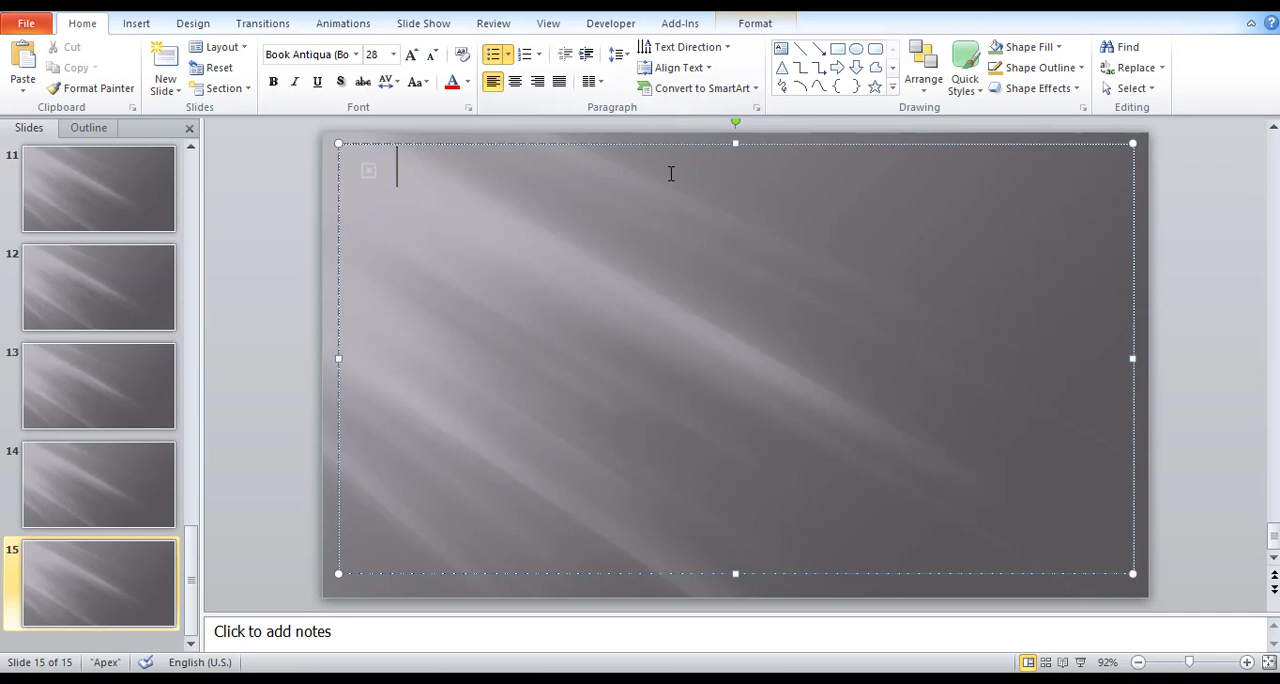 File Home Insert Design Transitions Animations Slide Show Review View Developer Add-Ins Format
Paste
Cut
Copy
Format Painter
Clipboard
New Slide
Layout
Reset
Section
Slides
Book Antiqua (Bo 28
B I U S abc AV Aa A
Font
Text Direction
Align Text
Convert to SmartArt
Paragraph
Arrange
Quick Styles
Shape Fill
Shape Outline
Shape Effects
Drawing
Find
Replace
Select
Editing
Slides Outline
11
12
13
14
15
Click to add notes
Slide 15 of 15 "Apex" English (U.S.) 92%